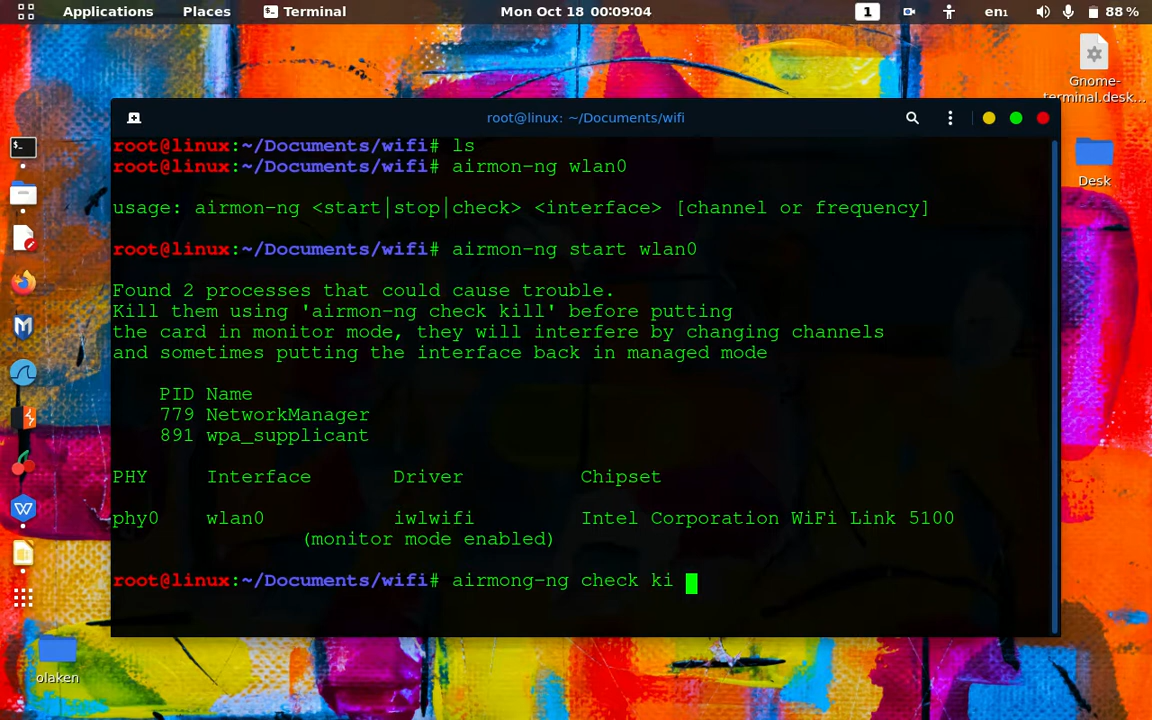 Applications Places Terminal Mon Oct 18 00:09:04 1 en₁ 88 %
Gnome-
terminal.desk...
Desk
root@linux: ~/Documents/wifi
root@linux:~/Documents/wifi# ls
root@linux:~/Documents/wifi# airmon-ng wlan0
usage: airmon-ng <start|stop|check> <interface> [channel or frequency]
root@linux:~/Documents/wifi# airmon-ng start wlan0
Found 2 processes that could cause trouble.
Kill them using 'airmon-ng check kill' before putting
the card in monitor mode, they will interfere by changing channels
and sometimes putting the interface back in managed mode
PID Name
779 NetworkManager
891 wpa_supplicant
PHY Interface Driver Chipset
phy0 wlan0 iwlwifi Intel Corporation WiFi Link 5100
(monitor mode enabled)
root@linux:~/Documents/wifi# airmong-ng check ki
olaken